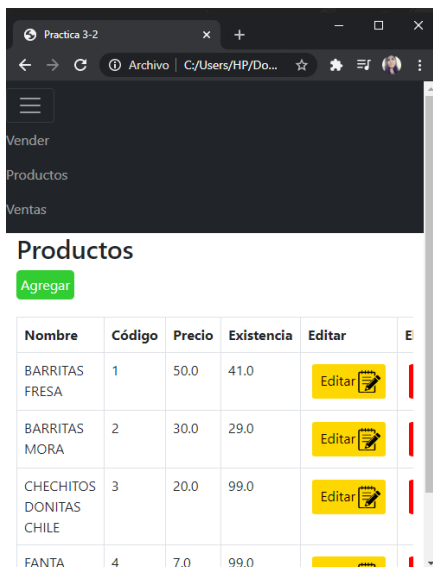 Practica 3-2
Archivo | C:/Users/HP/Do...
Vender
Productos
Ventas
Productos
Agregar
Nombre Código Precio Existencia Editar
BARRITAS FRESA 1 50.0 41.0 Editar
BARRITAS MORA 2 30.0 29.0 Editar
CHECHITOS DONITAS CHILE 3 20.0 99.0 Editar
FANTA 4 7.0 99.0